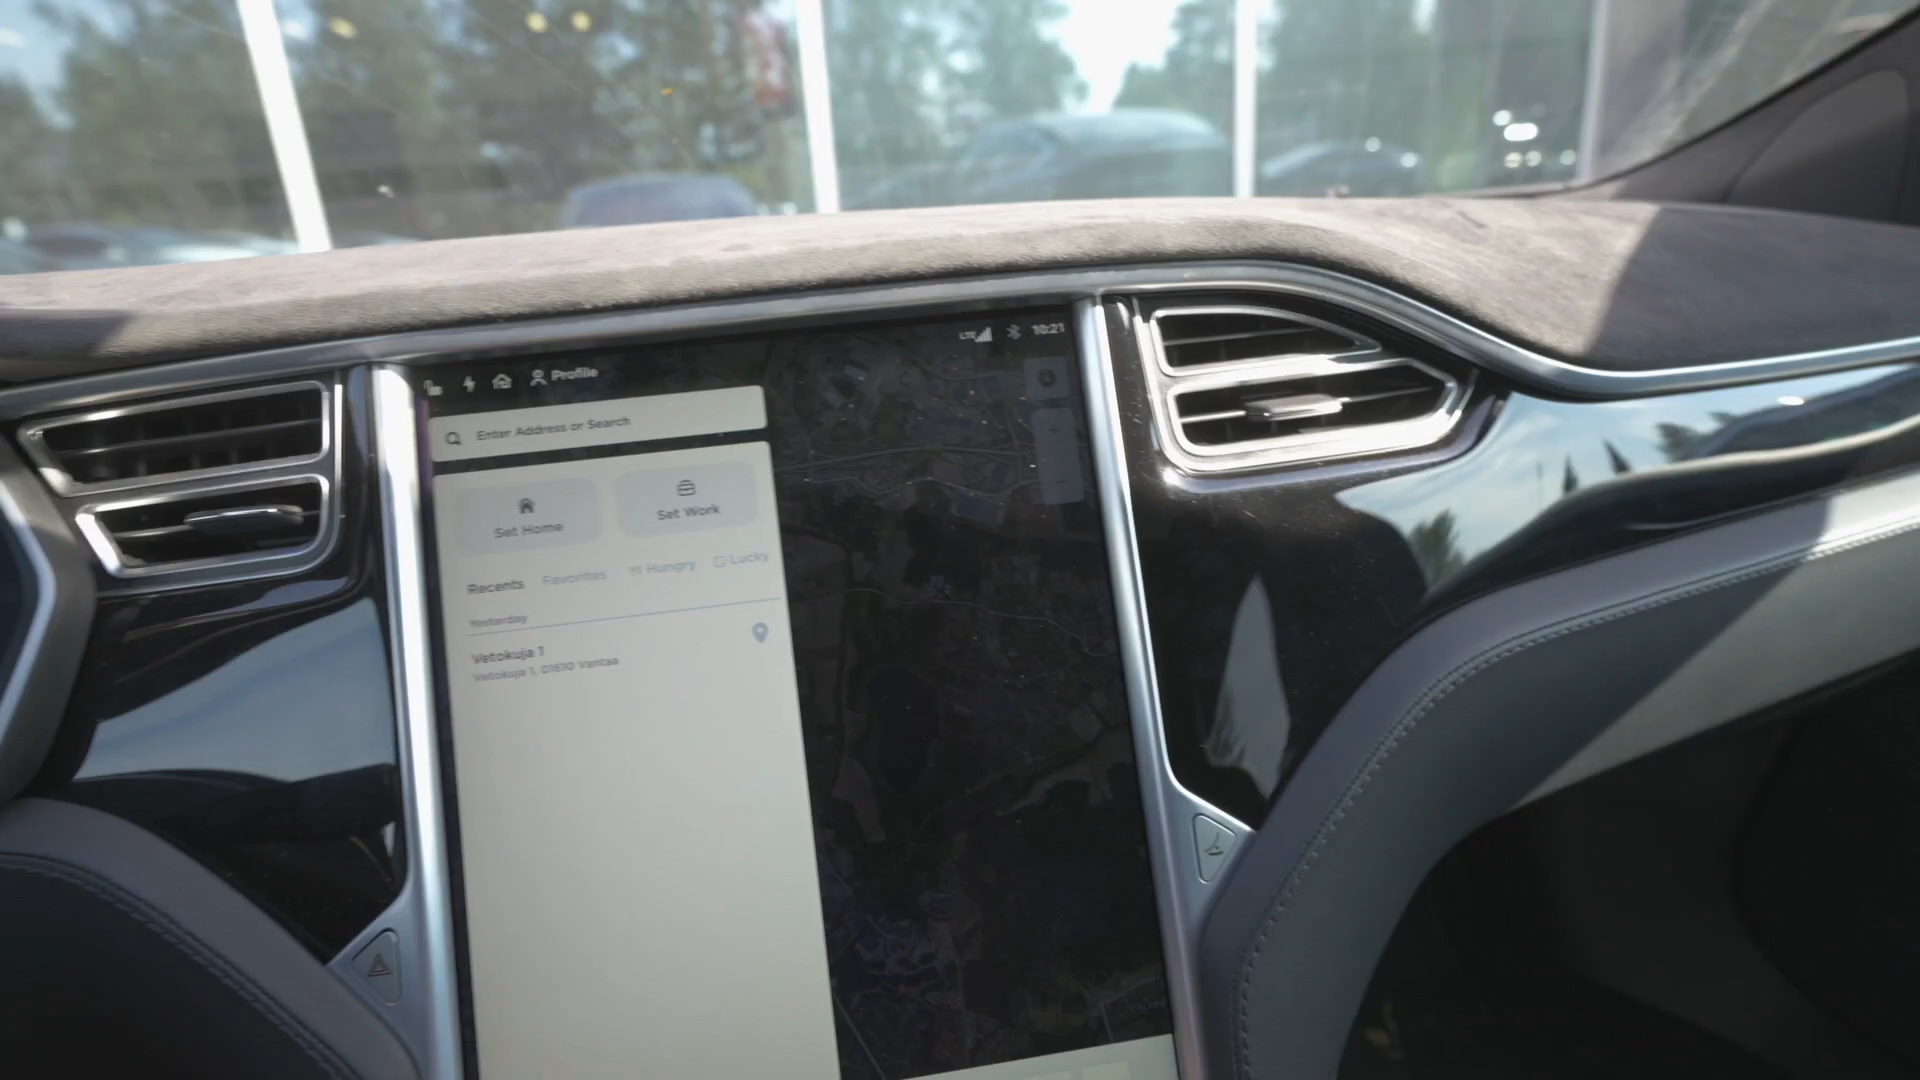 LTE 10:21
Profile
Enter Address or Search
Set Home
Set Work
Recents Favorites Hungry Lucky
Yesterday
Vetokuja 1
Vetokuja 1, 01610 Vantaa